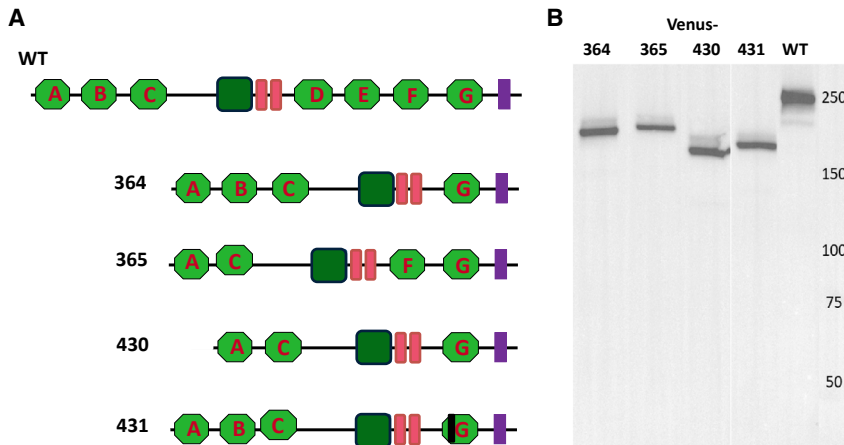 A
WT
A B C D E F G
364
A B C G
365
A C F G
430
A C G
431
A B C G
B
Venus-
364 365 430 431 WT
250
150
100
75
50